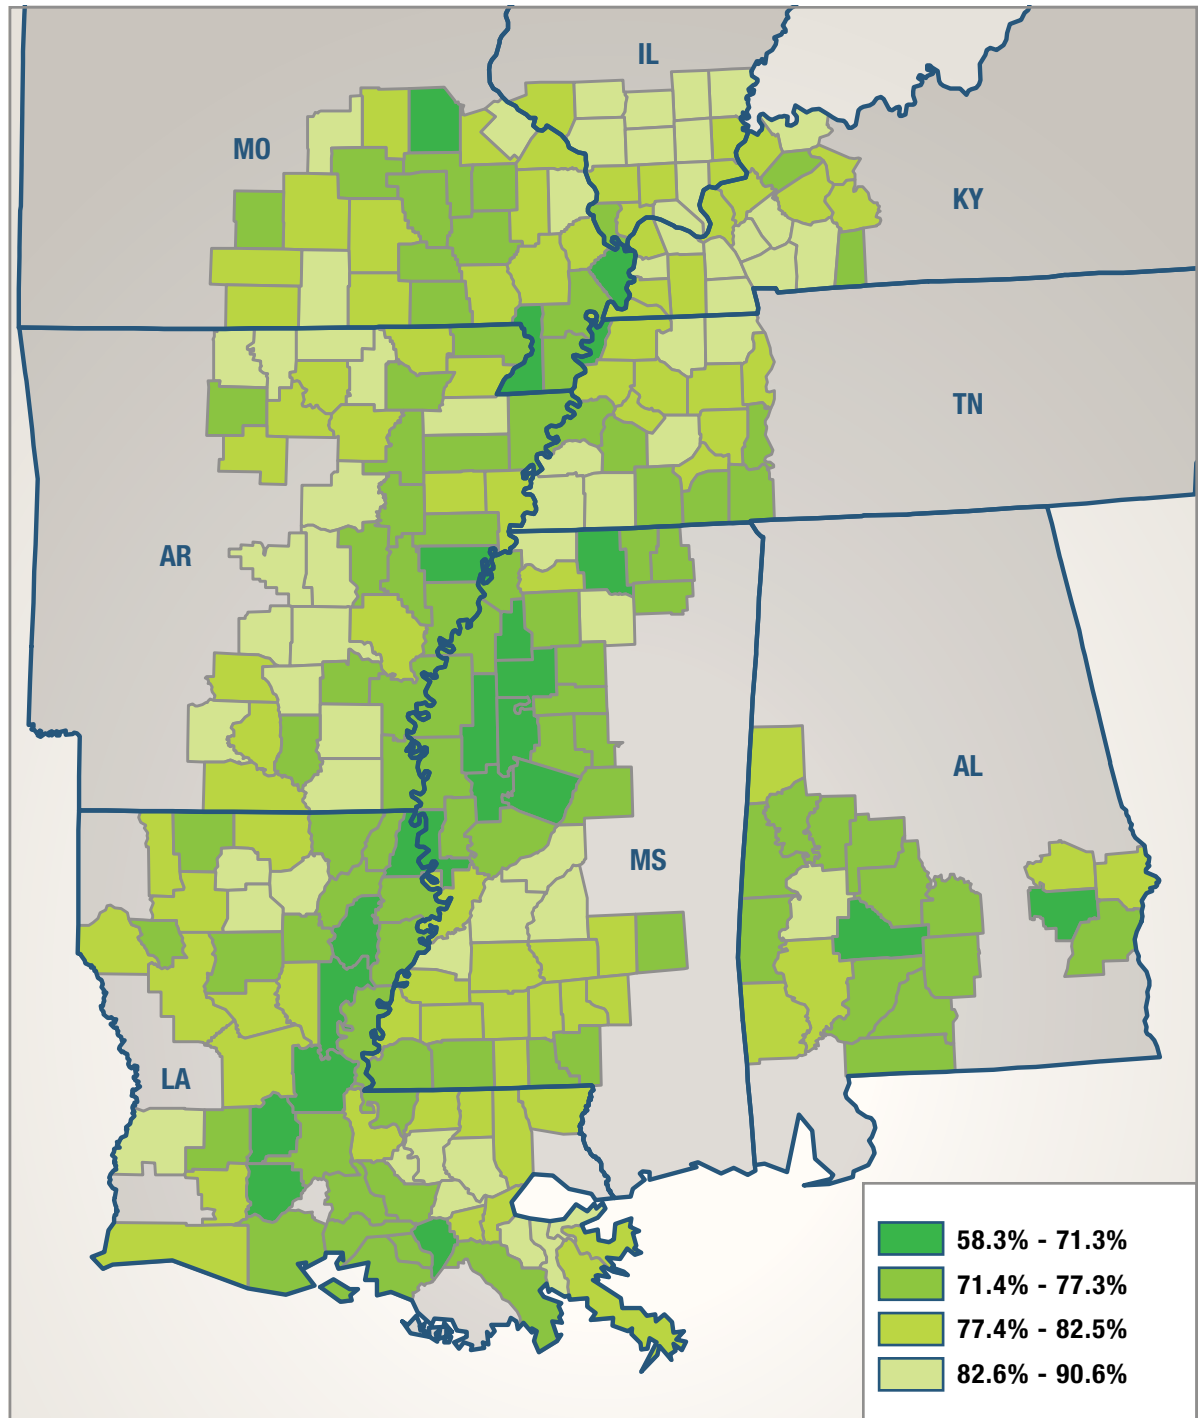 IL
MO
KY
TN
AR
AL
MS
LA
58.3% - 71.3%
71.4% - 77.3%
77.4% - 82.5%
82.6% - 90.6%